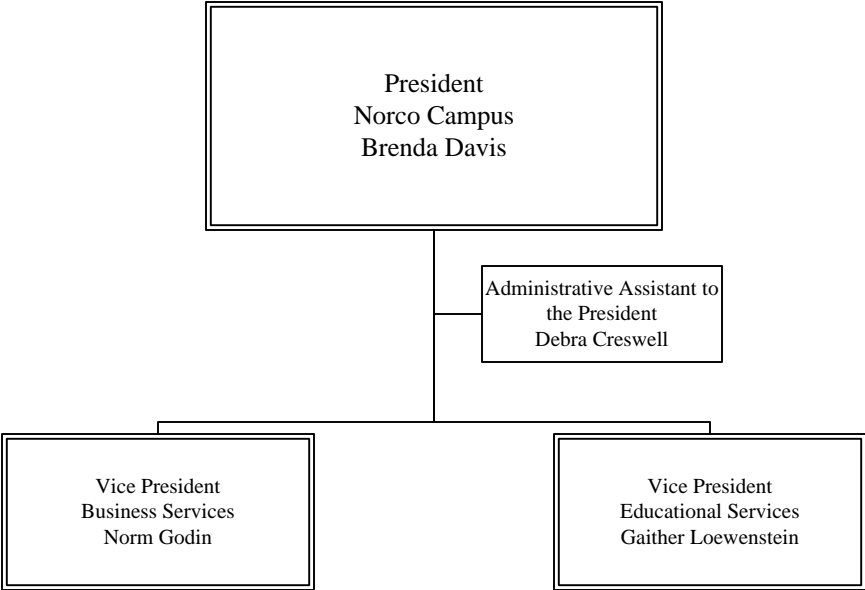 President
Norco Campus
Brenda Davis
Administrative Assistant to
the President
Debra Creswell
Vice President
Business Services
Norm Godin
Vice President
Educational Services
Gaither Loewenstein